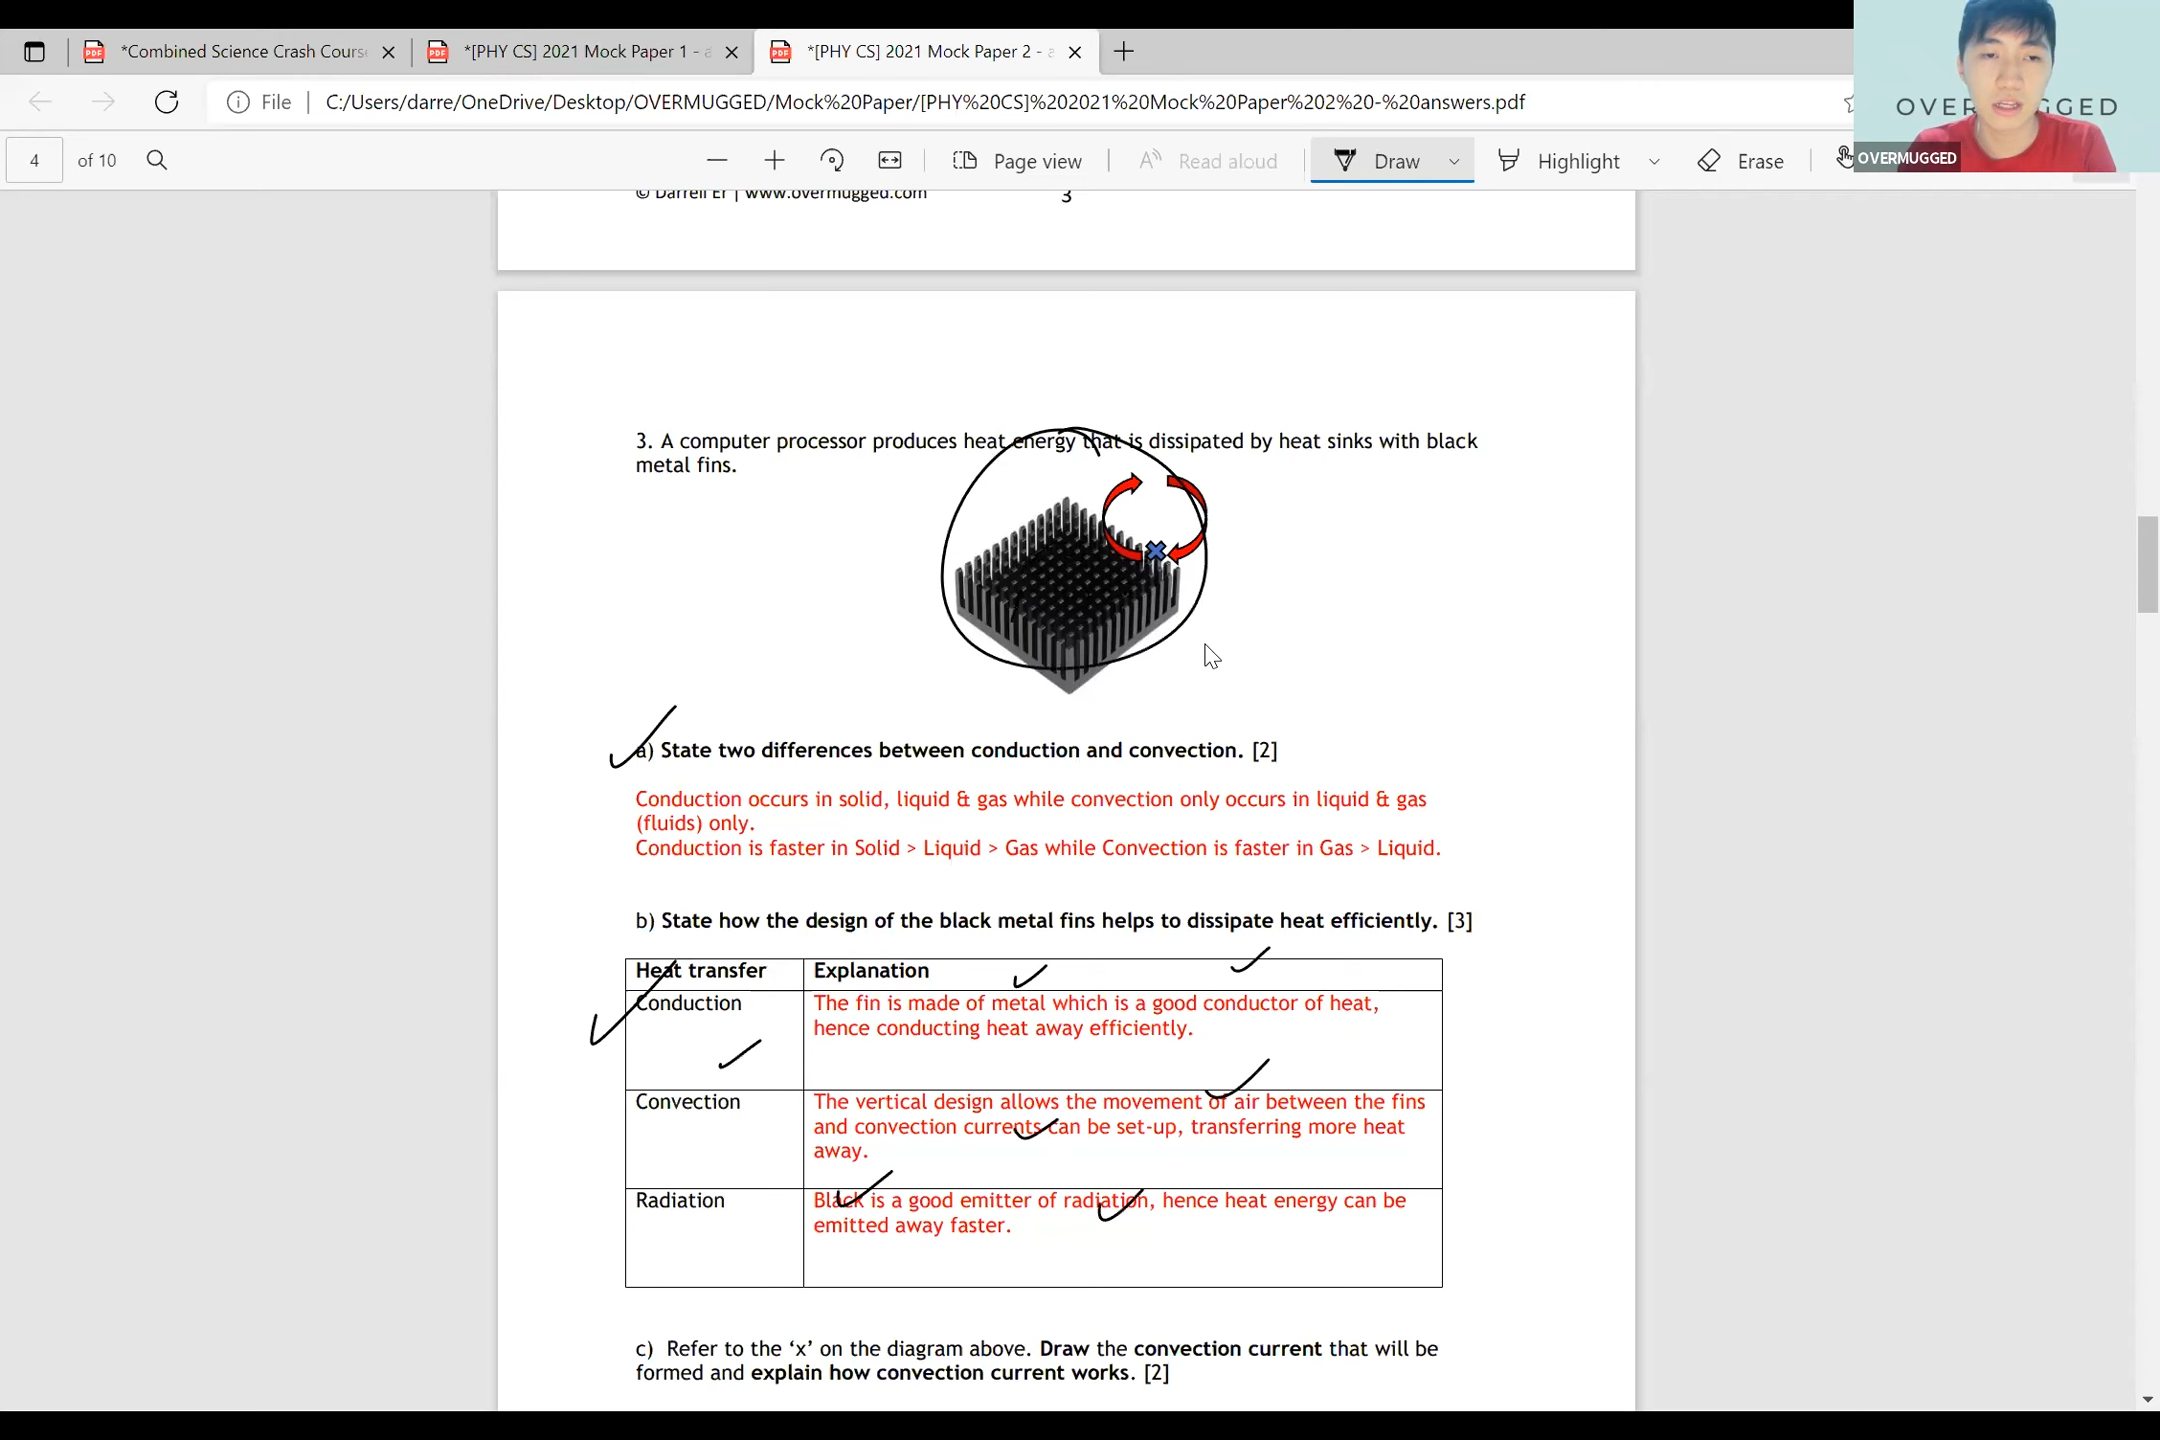 *Combined Science Crash Cours
*[PHY CS] 2021 Mock Paper 1 - a
*[PHY CS] 2021 Mock Paper 2 - a
File
C:/Users/darre/OneDrive/Desktop/OVERMUGGED/Mock%20Paper/[PHY%20CS]%202021%20Mock%20Paper%202%20-%20answers.pdf
OVERMUGGED
OVERMUGGED
4 of 10
Page view
Read aloud
Draw
Highlight
Erase
© Darrell Er | www.overmugged.com 3
3. A computer processor produces heat energy that is dissipated by heat sinks with black
metal fins.
a) State two differences between conduction and convection. [2]
Conduction occurs in solid, liquid & gas while convection only occurs in liquid & gas
(fluids) only.
Conduction is faster in Solid > Liquid > Gas while Convection is faster in Gas > Liquid.
b) State how the design of the black metal fins helps to dissipate heat efficiently. [3]
Heat transfer Explanation
Conduction The fin is made of metal which is a good conductor of heat,
hence conducting heat away efficiently.
Convection The vertical design allows the movement of air between the fins
and convection currents can be set-up, transferring more heat
away.
Radiation Black is a good emitter of radiation, hence heat energy can be
emitted away faster.
c) Refer to the ‘x’ on the diagram above. Draw the convection current that will be
formed and explain how convection current works. [2]